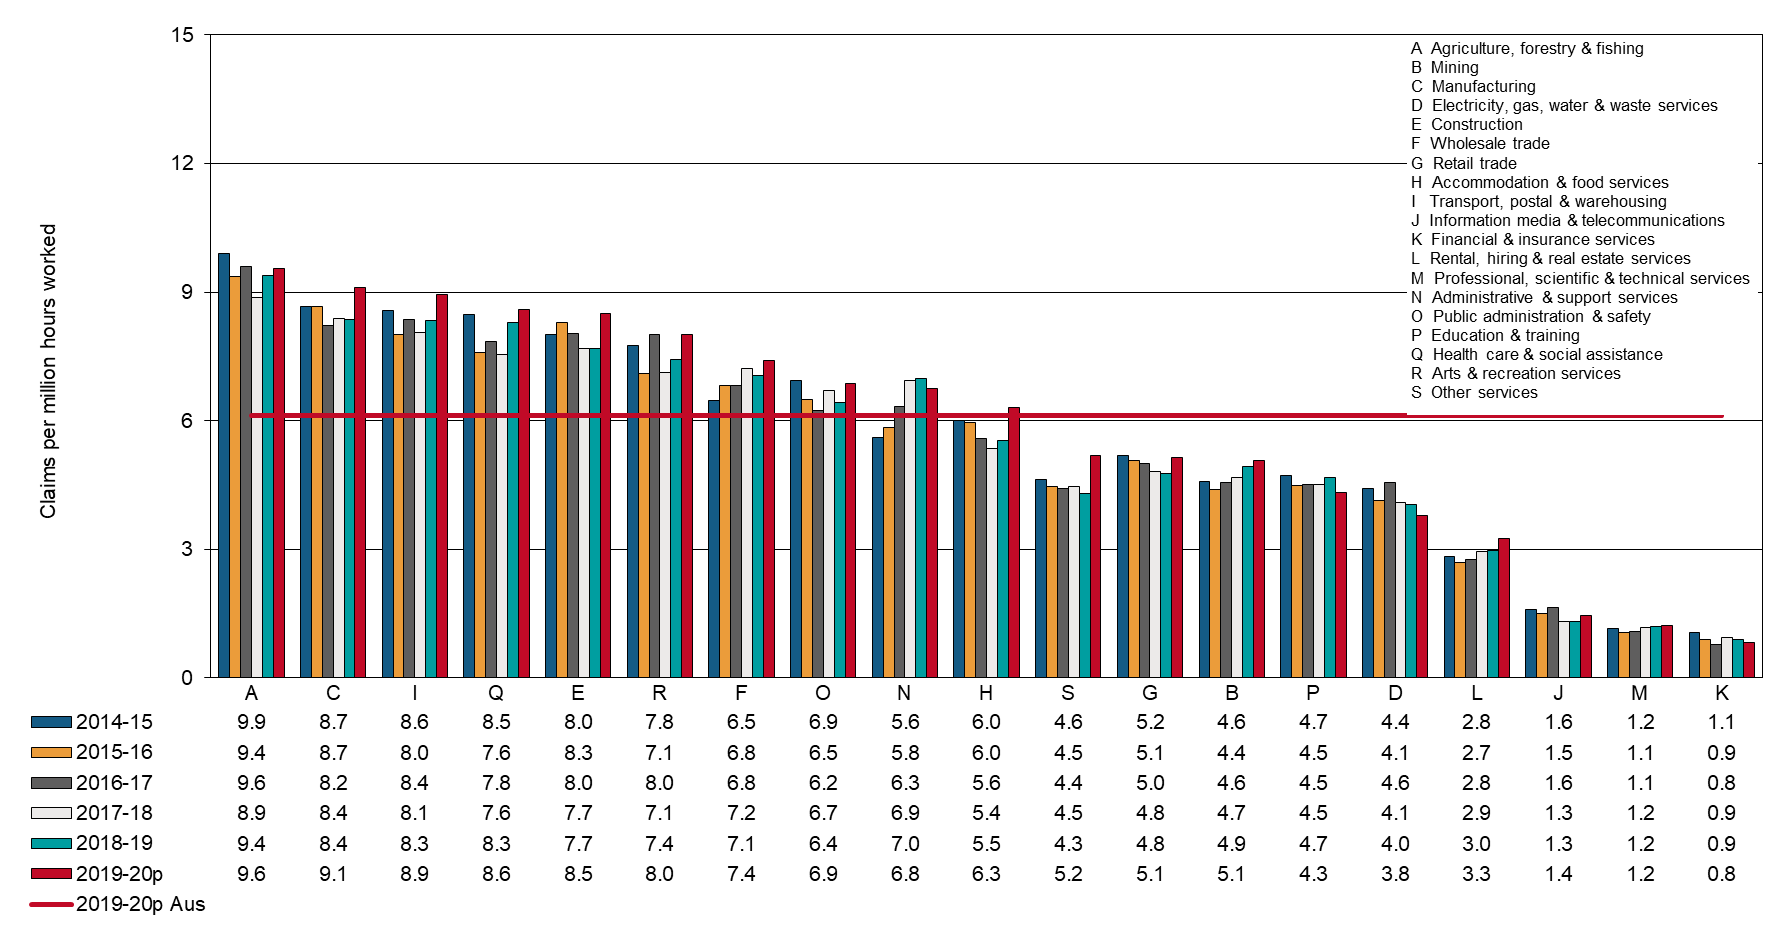 15
A Agriculture, forestry & fishing
B Mining
C Manufacturing
D Electricity, gas, water & waste services
E Construction
F Wholesale trade
12
G Retail trade
H Accommodation & food services
I Transport, postal & warehousing
J Information media & telecommunications
K Financial & insurance services
L Rental, hiring & real estate services
M Professional, scientific & technical services
9
N Administrative & support services
O Public administration & safety
P Education & training
Q Health care & social assistance
R Arts & recreation services
S Other services
Claims per million hours worked
6
3
0
A C I Q E R F O N H S G B P D L J M K
2014-15 9.9 8.7 8.6 8.5 8.0 7.8 6.5 6.9 5.6 6.0 4.6 5.2 4.6 4.7 4.4 2.8 1.6 1.2 1.1
2015-16 9.4 8.7 8.0 7.6 8.3 7.1 6.8 6.5 5.8 6.0 4.5 5.1 4.4 4.5 4.1 2.7 1.5 1.1 0.9
2016-17 9.6 8.2 8.4 7.8 8.0 8.0 6.8 6.2 6.3 5.6 4.4 5.0 4.6 4.5 4.6 2.8 1.6 1.1 0.8
2017-18 8.9 8.4 8.1 7.6 7.7 7.1 7.2 6.7 6.9 5.4 4.5 4.8 4.7 4.5 4.1 2.9 1.3 1.2 0.9
2018-19 9.4 8.4 8.3 8.3 7.7 7.4 7.1 6.4 7.0 5.5 4.3 4.8 4.9 4.7 4.0 3.0 1.3 1.2 0.9
2019-20p 9.6 9.1 8.9 8.6 8.5 8.0 7.4 6.9 6.8 6.3 5.2 5.1 5.1 4.3 3.8 3.3 1.4 1.2 0.8
2019-20p Aus